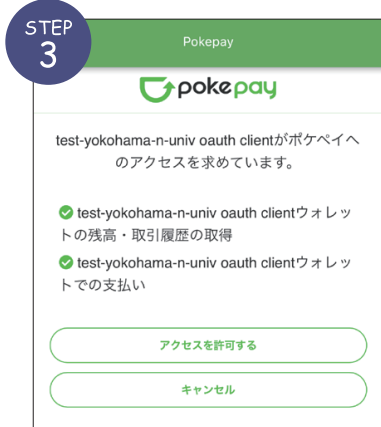 STEP
3
Pokepay
pokepay
test-yokohama-n-univ oauth clientがポケペイへ
のアクセスを求めています。
test-yokohama-n-univ oauth clientウォレッ
トの残高・取引履歴の取得
test-yokohama-n-univ oauth clientウォレッ
トでの支払い
アクセスを許可する
キャンセル